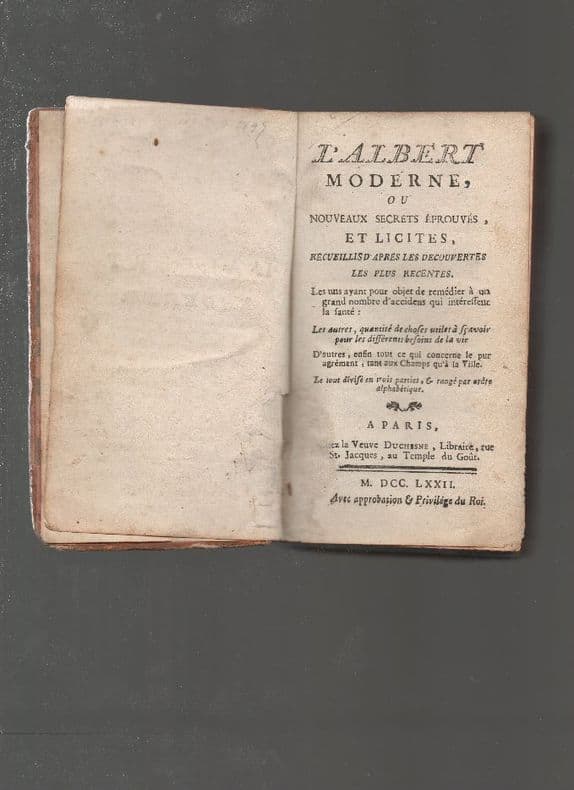 L'ALBERT
MODERNE,
OU
NOUVEAUX SECRETS ÉPROUVÉS,
ET LICITES,
RECUEILLIS D'APRÈS LES DECOUVERTES
LES PLUS RECENTES.
Les uns ayant pour objet de remédier à un
grand nombre d'accidens qui intéressent
la santé :
Les autres, quantité de choses utiles à sçavoir
pour les différens besoins de la vie
D'autres, enfin tout ce qui concerne le pur
agrément, tant aux Champs qu'à la Ville.
Le tout divisé en trois parties, & rangé par ordre
alphabétique.
A PARIS,
ez la Veuve DUCHESNE, Libraire, rue
St. Jacques, au Temple du Goût.
M. DCC. LXXII.
Avec approbation & Privilége du Roi.